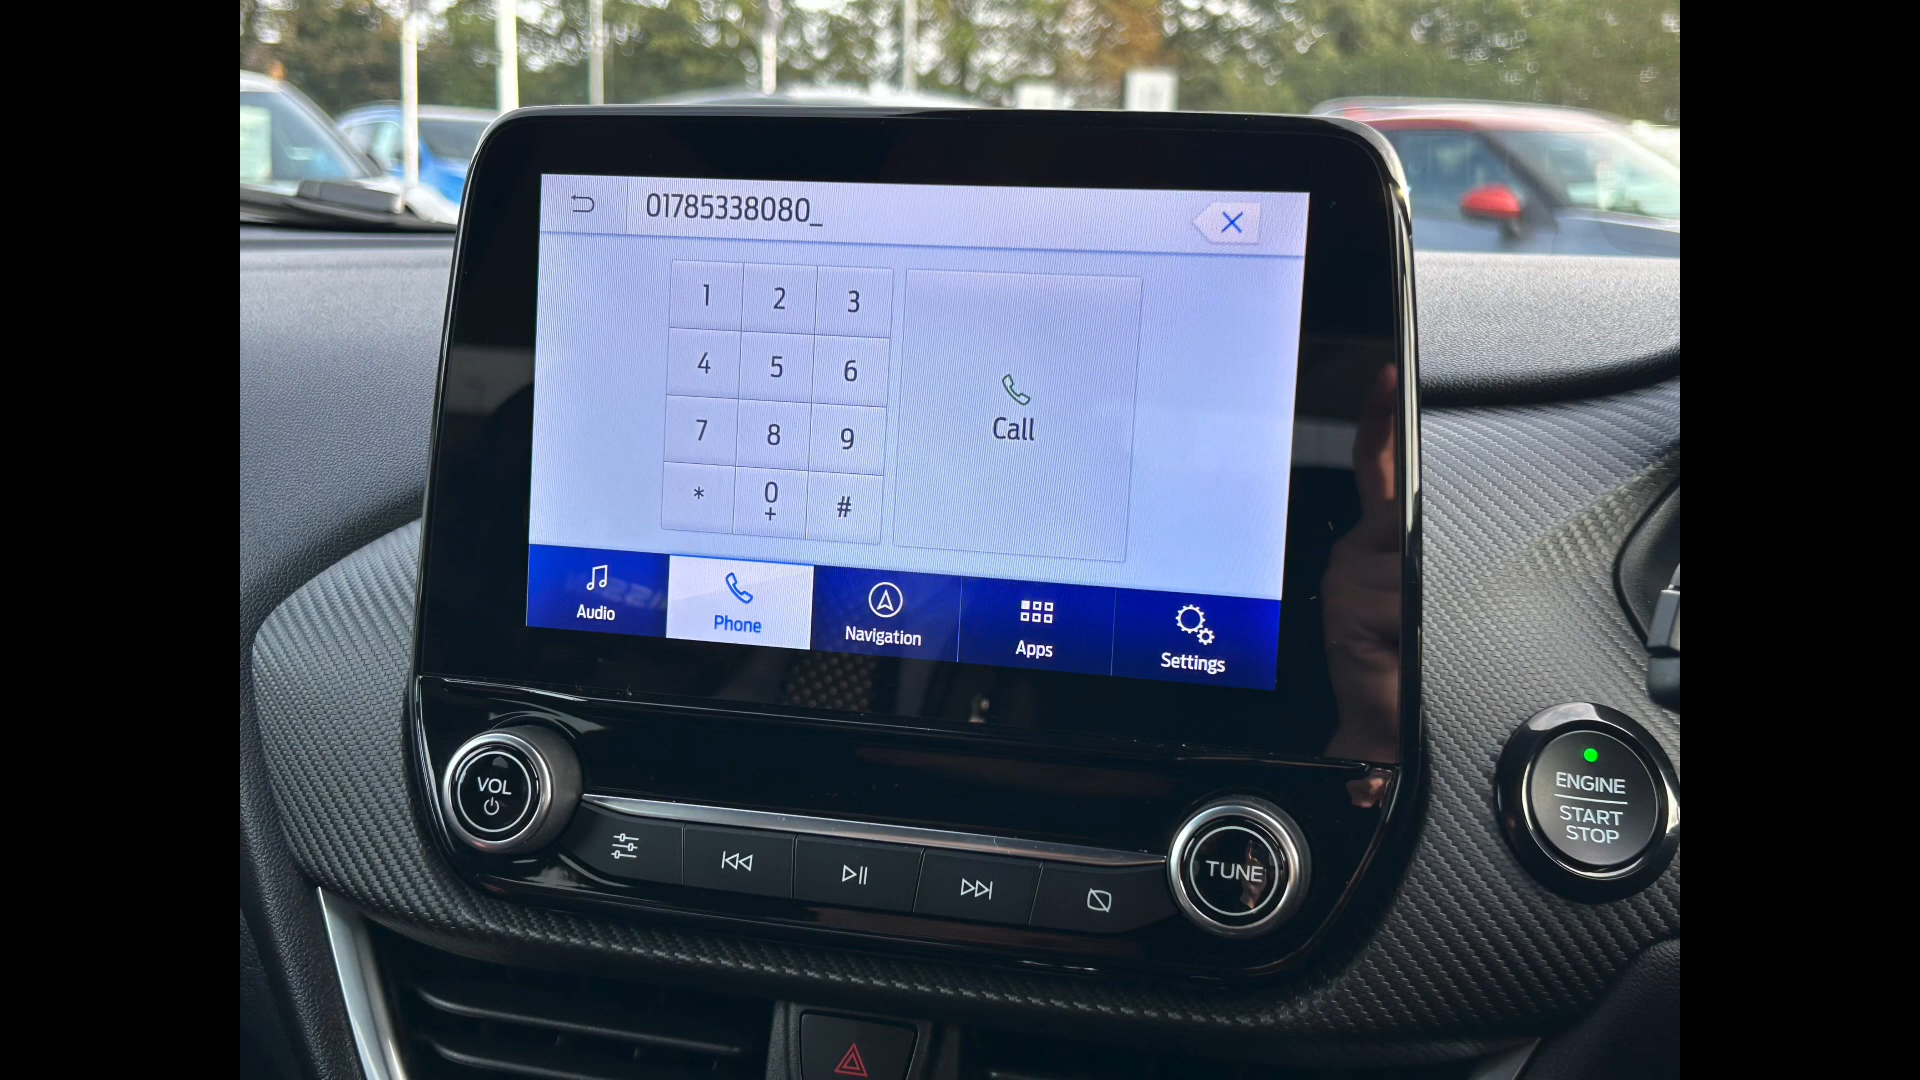 01785338080_
1 2 3
4 5 6
7 8 9
* 0 #
+
Call
Audio
Phone
Navigation
Apps
Settings
VOL
TUNE
ENGINE
START
STOP